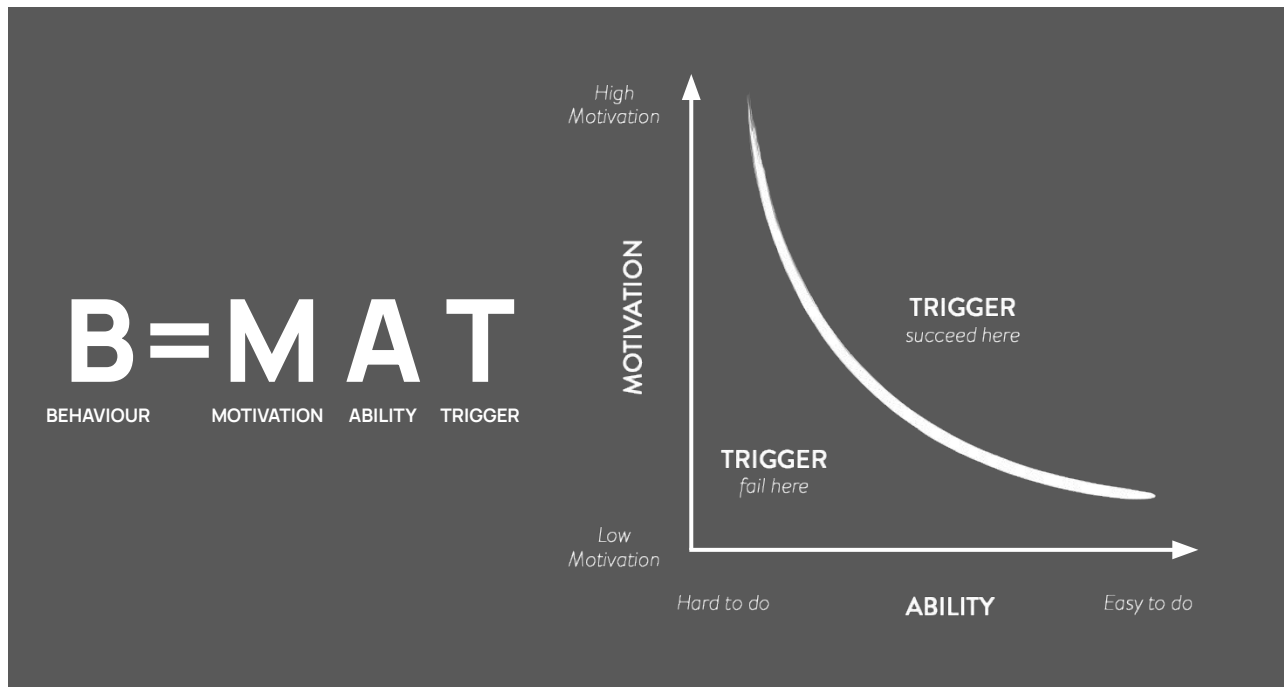 B=MAT
BEHAVIOUR MOTIVATION ABILITY TRIGGER
High
Motivation
MOTIVATION
TRIGGER
succeed here
TRIGGER
fail here
Low
Motivation
Hard to do ABILITY Easy to do